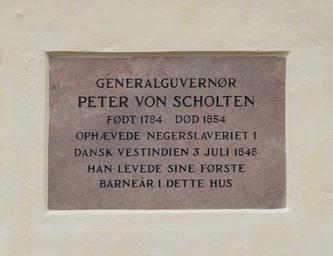 GENERALGUVERNØR
PETER VON SCHOLTEN
FØDT 1784 DØD 1854
OPHÆVEDE NEGERSLAVERIET I
DANSK VESTINDIEN 3. JULI 1848
HAN LEVEDE SINE FØRSTE
BARNEÅR I DETTE HUS